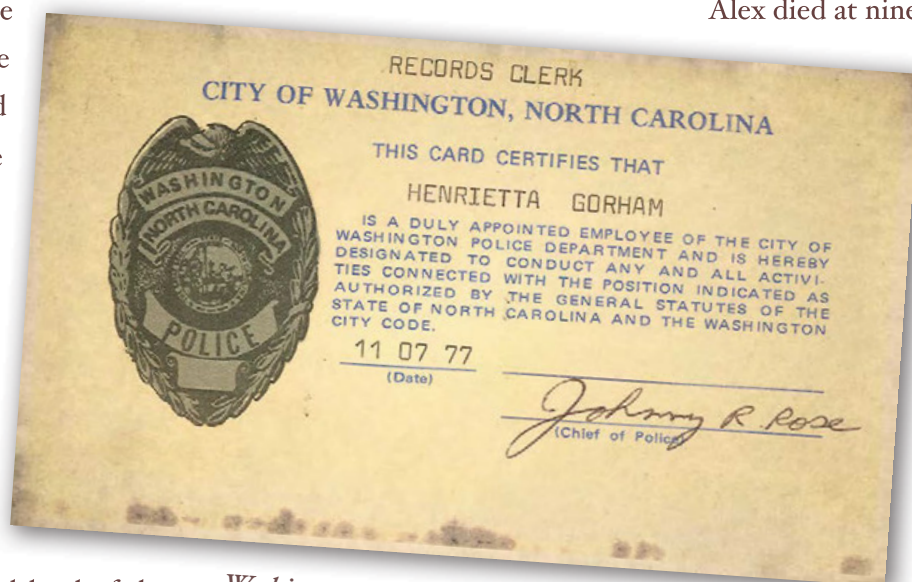 Alex died at nine
RECORDS CLERK
CITY OF WASHINGTON, NORTH CAROLINA
THIS CARD CERTIFIES THAT
HENRIETTA GORHAM
IS A DULY APPOINTED EMPLOYEE OF THE CITY OF
WASHINGTON POLICE DEPARTMENT AND IS HEREBY
DESIGNATED TO CONDUCT ANY AND ALL ACTIVI-
TIES CONNECTED WITH THE POSITION INDICATED AS
AUTHORIZED BY THE GENERAL STATUTES OF THE
STATE OF NORTH CAROLINA AND THE WASHINGTON
CITY CODE.
WASHINGTON
NORTH CAROLINA
POLICE
11 07 77
(Date)
Johnny R. Rose
(Chief of Police)